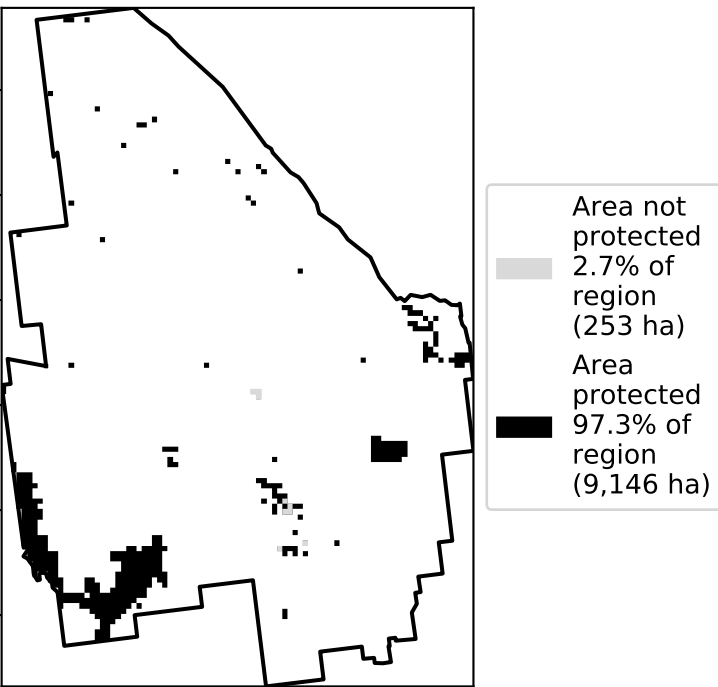 Area not
protected
2.7% of
region
(253 ha)
Area
protected
97.3% of
region
(9,146 ha)